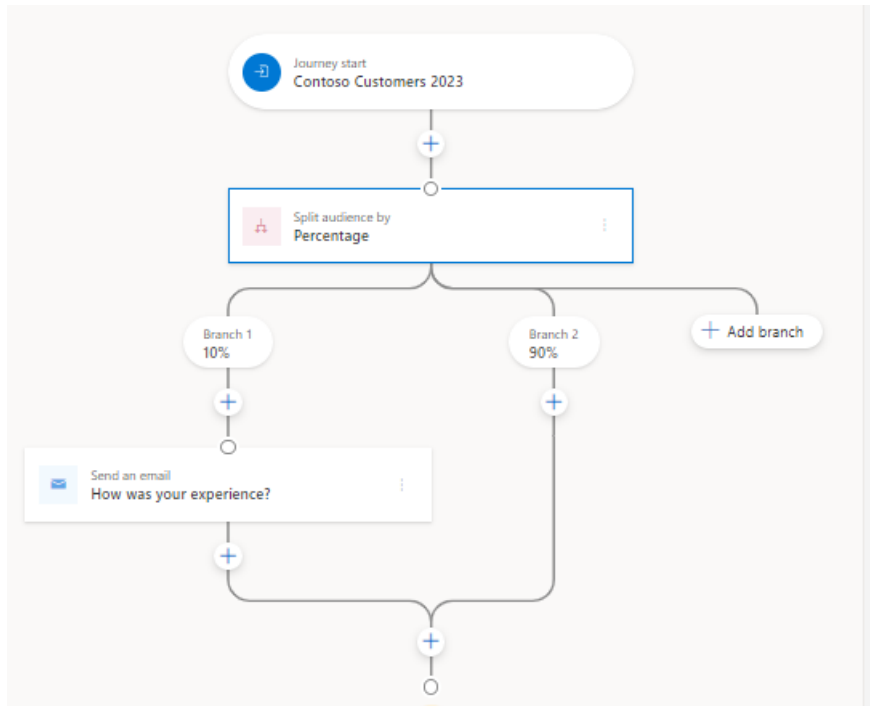 Journey start
Contoso Customers 2023
Split audience by
Percentage
Branch 1
10%
Branch 2
90%
Add branch
Send an email
How was your experience?